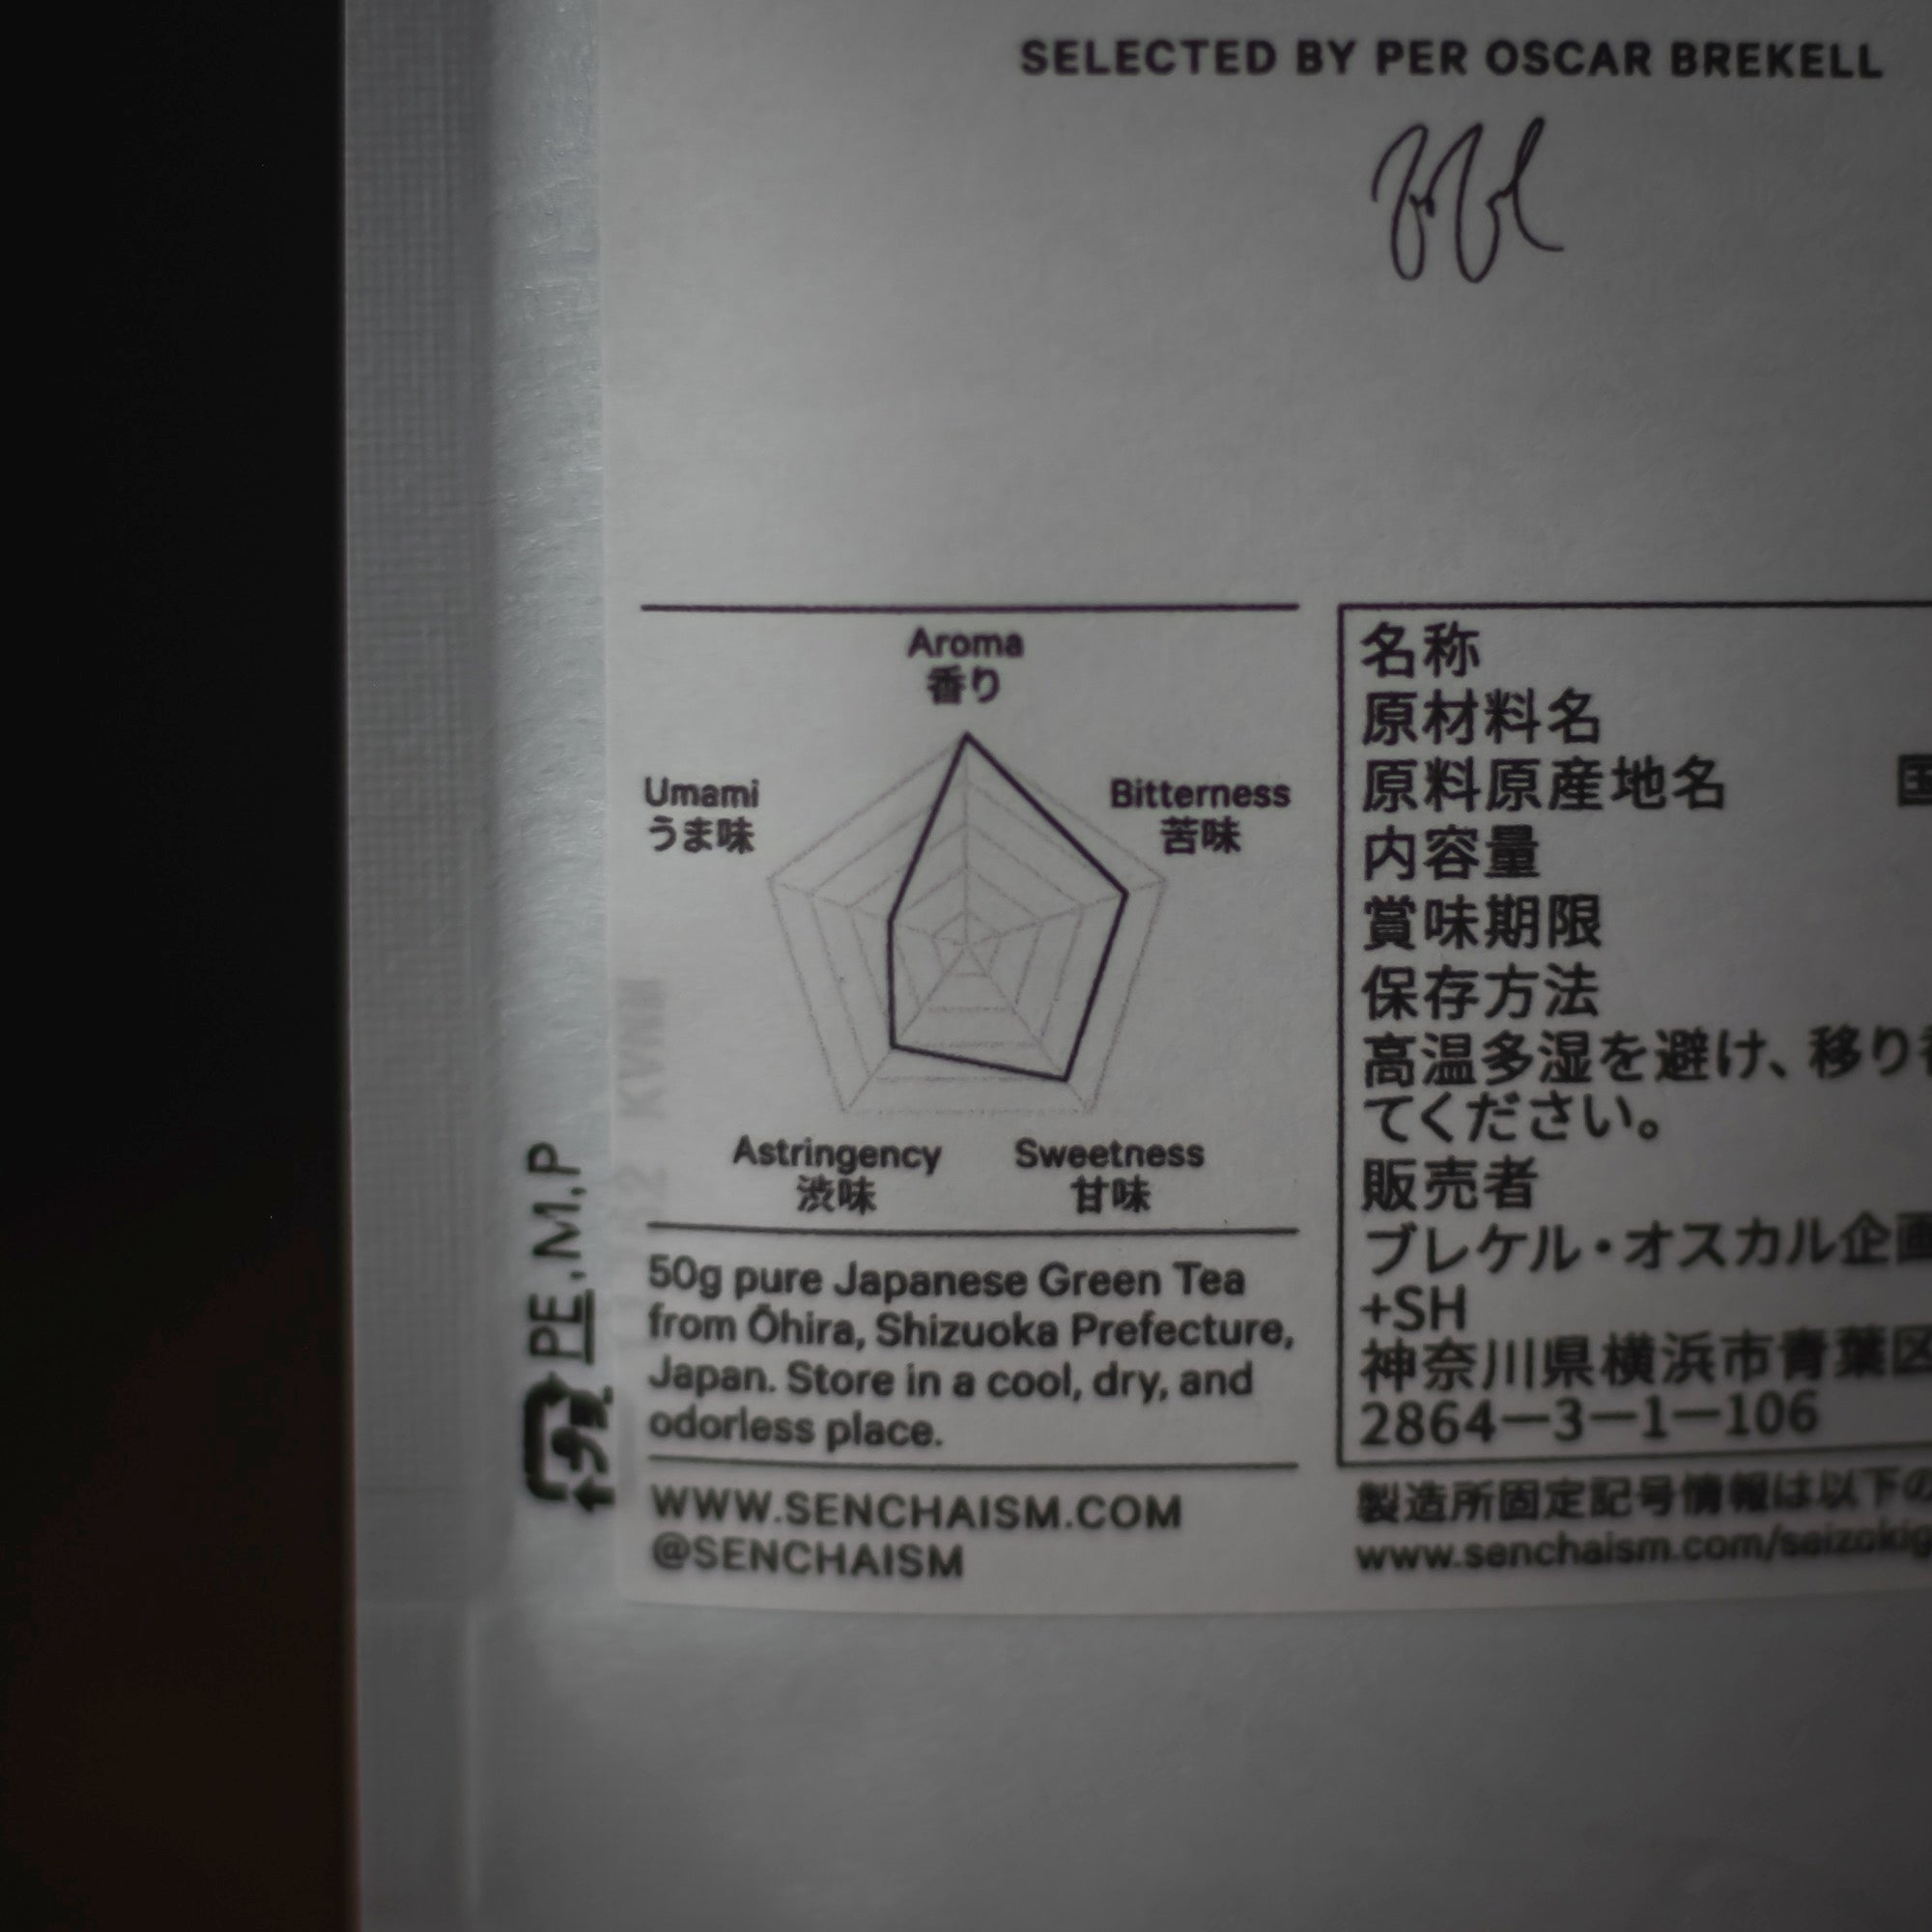 SELECTED BY PER OSCAR BREKELL
Aroma
香り
Umami
うま味
Bitterness
苦味
Astringency
渋味
Sweetness
甘味
50g pure Japanese Green Tea
from Ōhira, Shizuoka Prefecture,
Japan. Store in a cool, dry, and
odorless place.
WWW.SENCHAISM.COM
@SENCHAISM
名称
原材料名
原料原産地名 国
内容量
賞味期限
保存方法
高温多湿を避け、移り
てください。
販売者
ブレケル・オスカル企画
+SH
神奈川県横浜市青葉区
2864－3－1－106
製造所固定記号情報は以下の
www.senchaism.com/seizokig
プラ PE,M,P